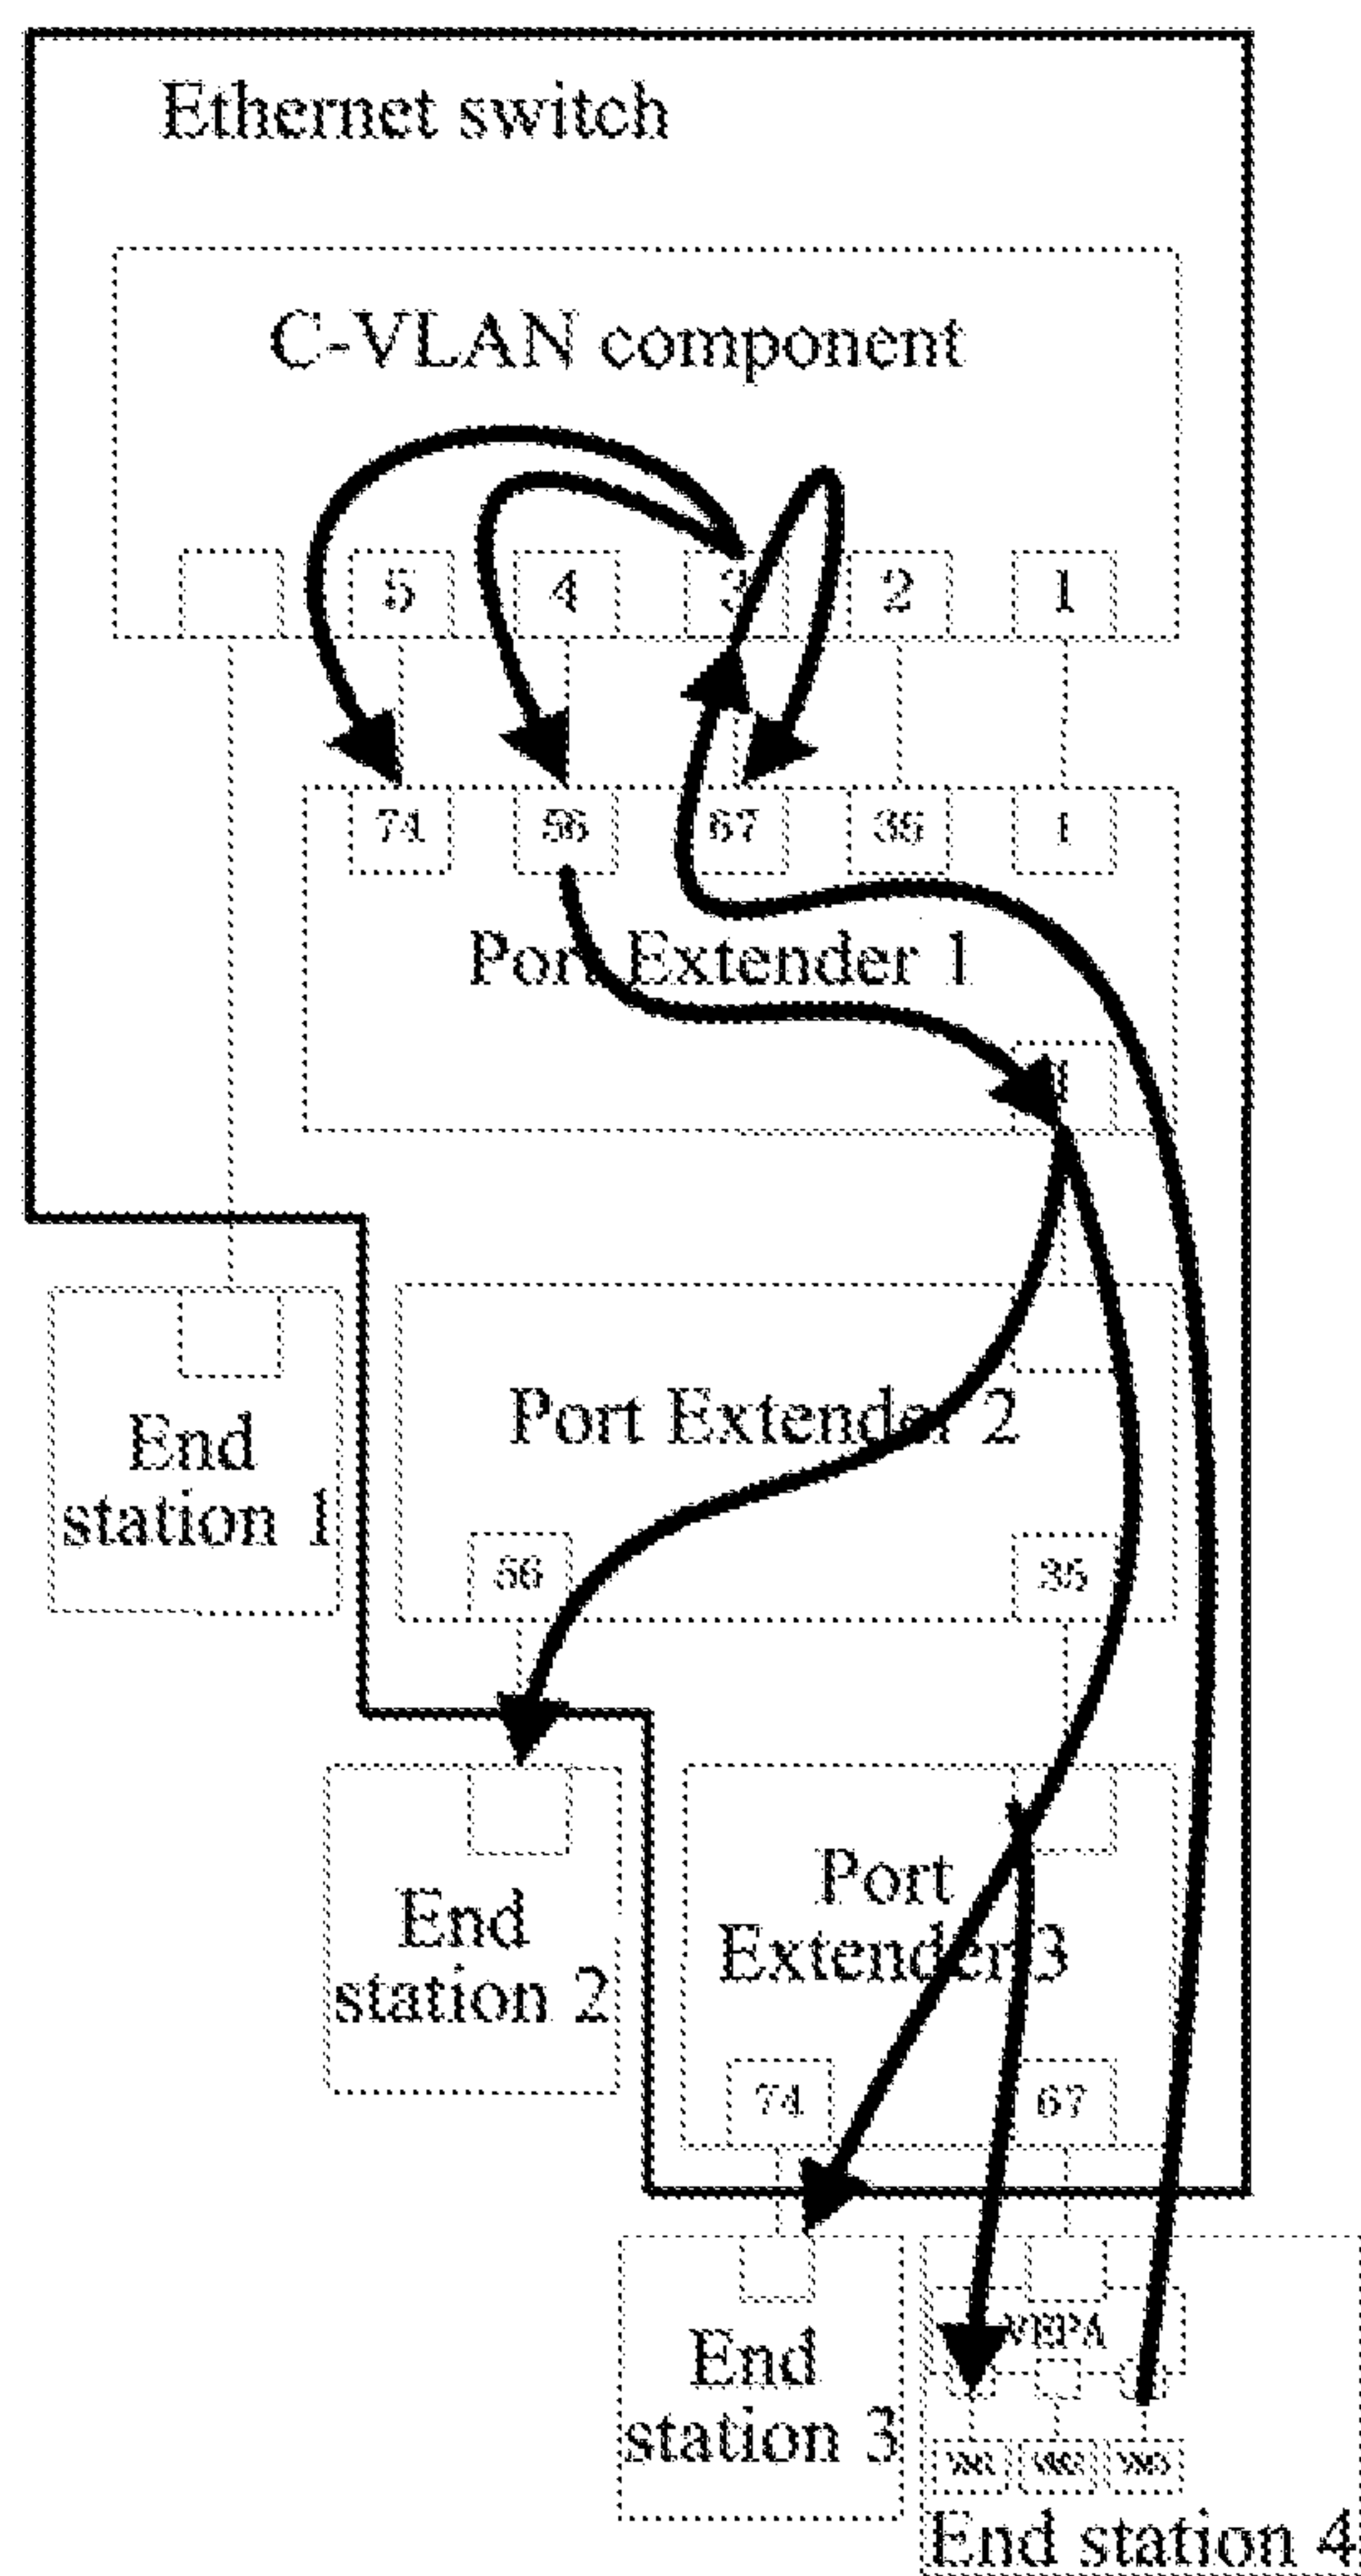 Ethernet switch
C-VLAN component
5 4 3 2 1
74 56 67 35 1
Port Extender 1
1
Port Extender 2
End
station 1
56 35
Port
Extender 3
End
station 2
74 67
VEPA
End
station 3
End station 4